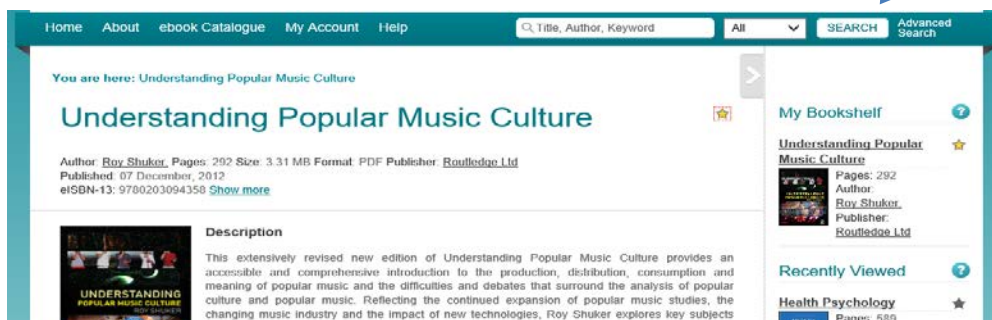 Home About ebook Catalogue My Account Help Title, Author, Keyword All SEARCH Advanced Search
You are here: Understanding Popular Music Culture
Understanding Popular Music Culture
Author: Roy Shuker, Pages: 292 Size: 3.31 MB Format: PDF Publisher: Routledge Ltd
Published: 07 December, 2012
eISBN-13: 9780203094358 Show more
Description
This extensively revised new edition of Understanding Popular Music Culture provides an
accessible and comprehensive introduction to the production, distribution, consumption and
meaning of popular music and the difficulties and debates that surround the analysis of popular
culture and popular music. Reflecting the continued expansion of popular music studies, the
changing music industry and the impact of new technologies, Roy Shuker explores key subjects
UNDERSTANDING
POPULAR MUSIC CULTURE
ROY SHUKER
My Bookshelf ?
Understanding Popular
Music Culture
Pages: 292
Author:
Roy Shuker,
Publisher:
Routledge Ltd
Recently Viewed ?
Health Psychology
Pages: 589